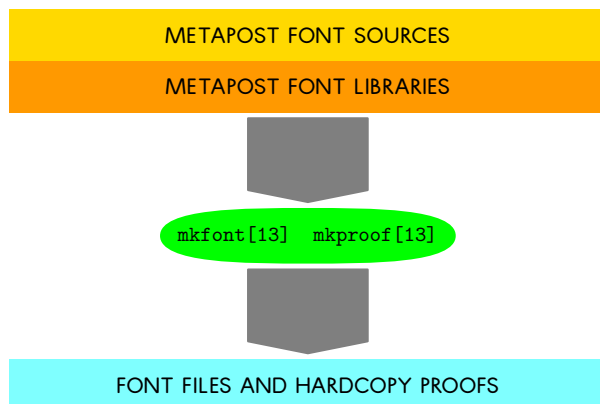 METAPOST FONT SOURCES
METAPOST FONT LIBRARIES
mkfont[13] mkproof[13]
FONT FILES AND HARDCOPY PROOFS